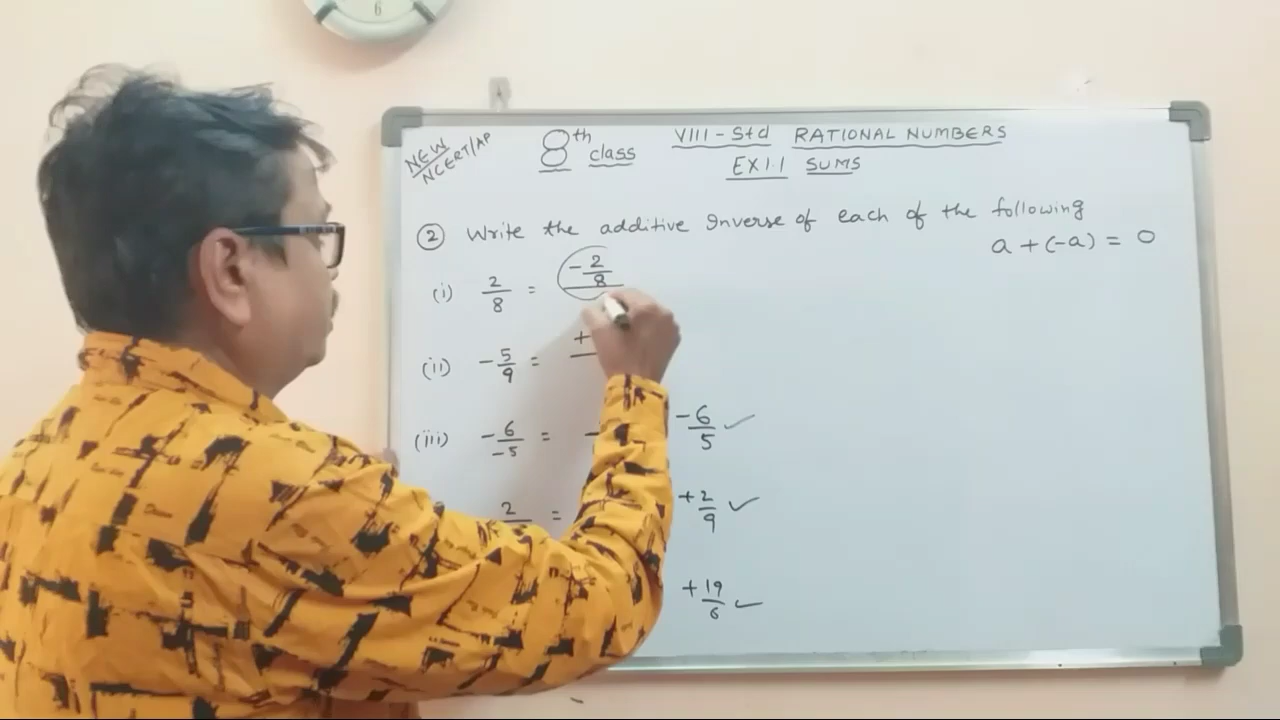 6
NEW NCERT/AP 8th class VIII-Std RATIONAL NUMBERS
EX 1.1 SUMS
② Write the additive Inverse of each of the following
a + (-a) = 0
(i) 2/8 = -2/8
(ii) -5/9 = +
(iii) -6/-5 = - -6/5 ✓
2 = +2/9 ✓
+19/6 ✓